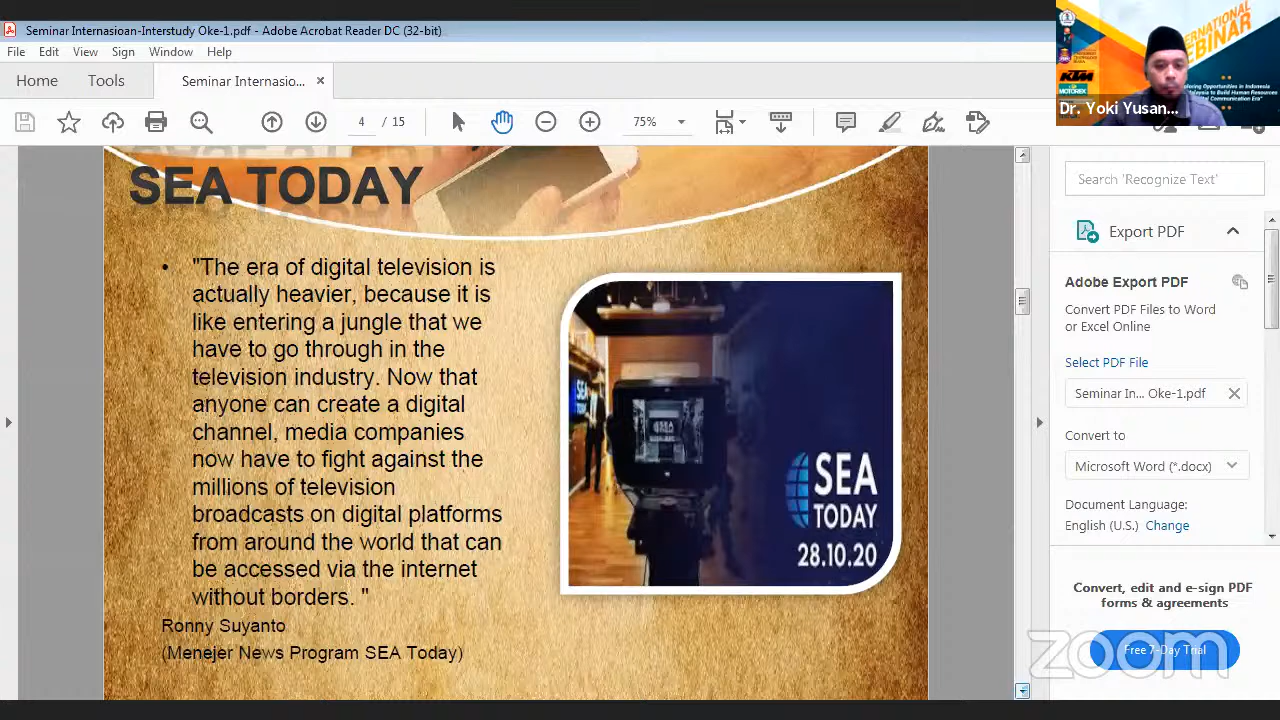 Seminar Internasioan-Interstudy Oke-1.pdf - Adobe Acrobat Reader DC (32-bit)
File Edit View Sign Window Help
Home Tools Seminar Internasio... ×
4 / 15 75%
SEA TODAY
• "The era of digital television is
actually heavier, because it is
like entering a jungle that we
have to go through in the
television industry. Now that
anyone can create a digital
channel, media companies
now have to fight against the
millions of television
broadcasts on digital platforms
from around the world that can
be accessed via the internet
without borders. "
Ronny Suyanto
(Menejer News Program SEA Today)
SEA
TODAY
28.10.20
KTM
MOTOREX
Dr. Yoki Yusan...
Search 'Recognize Text'
Export PDF
Adobe Export PDF
Convert PDF Files to Word
or Excel Online
Select PDF File
Seminar In... Oke-1.pdf
Convert to
Microsoft Word (*.docx)
Document Language:
English (U.S.) Change
Convert, edit and e-sign PDF
forms & agreements
Free 7-Day Trial
zoom